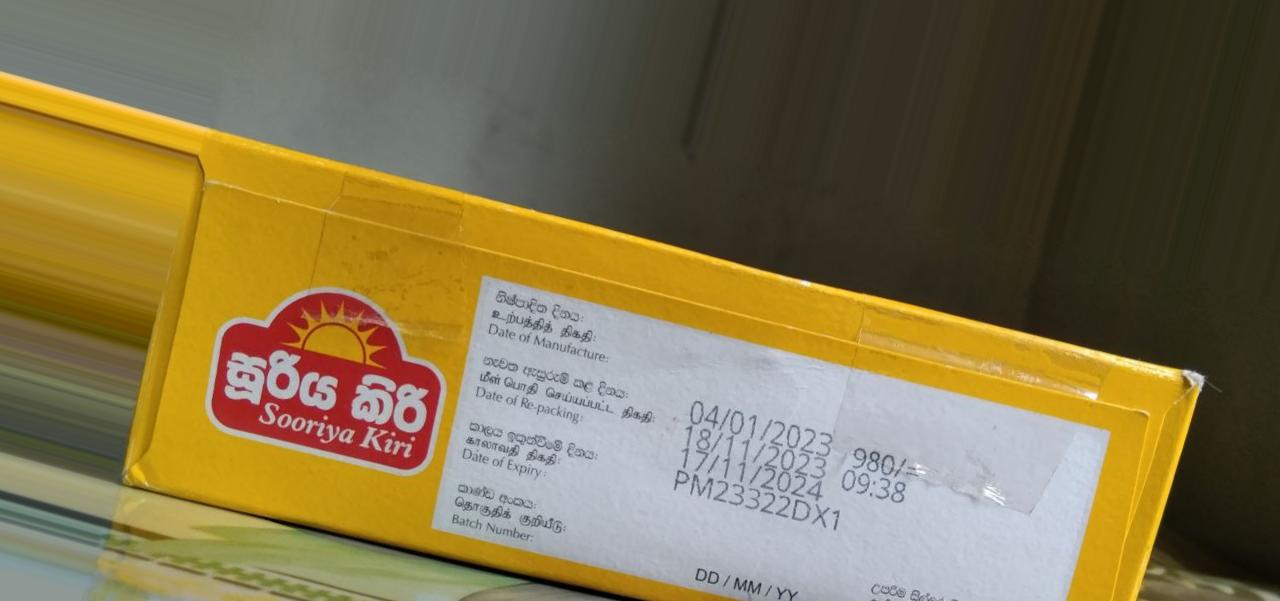 සූරිය කිරි
Sooriya Kiri
නිෂ්පාදිත දිනය:
உற்பத்தித் திகதி:
Date of Manufacture:
නැවත ඇසුරුම් කළ දිනය:
மீள் பொதி செய்யப்பட்ட திகதி:
Date of Re-packing:
කාලය ඉකුත්වීමේ දිනය:
காலாவதி திகதி:
Date of Expiry:
කාණ්ඩ අංකය:
தொகுதிக் குறியீடு:
Batch Number:
04/01/2023
18/11/2023 980/=
17/11/2024 09:38
PM23322DX1
DD / MM / YY
උපරිම